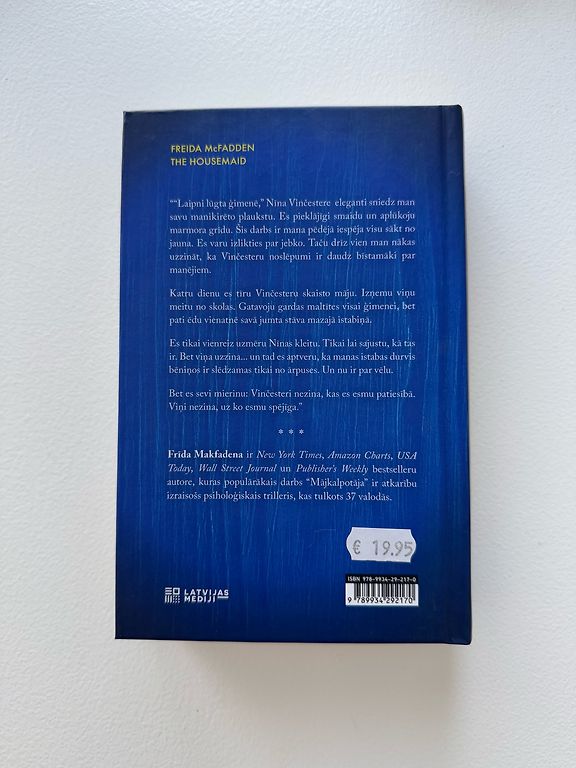 FREIDA McFADDEN
THE HOUSEMAID
““Laipni lūgta ģimenē,” Nīna Vinčestere eleganti sniedz man
savu manikirēto plaukstu. Es pieklājīgi smaidu un aplūkoju
marmora grīdu. Šis darbs ir mana pēdējā iespēja visu sākt no
jauna. Es varu izlikties par jebko. Taču drīz vien man nākas
uzzināt, ka Vinčesteru noslēpumi ir daudz bīstamāki par
manējiem.
Katru dienu es tīru Vinčesteru skaisto māju. Izņemu viņu
meitu no skolas. Gatavoju gardas maltītes visai ģimenei, bet
pati ēdu vienatnē savā jumta stāva mazajā istabiņā.
Es tikai vienreiz uzmēru Nīnas kleitu. Tikai lai sajustu, kā tas
ir. Bet viņa uzzina... un tad es aptveru, ka manas istabas durvis
bēniņos ir slēdzamas tikai no ārpuses. Un nu ir par vēlu.
Bet es sevi mierinu: Vinčesteri nezina, kas es esmu patiesībā.
Viņi nezina, uz ko esmu spējīga.”
* * *
Frīda Makfadena ir New York Times, Amazon Charts, USA
Today, Wall Street Journal un Publisher's Weekly bestselleru
autore, kuras populārākais darbs “Mājkalpotāja” ir atkarību
izraisošs psiholoģiskais trilleris, kas tulkots 37 valodās.
€ 19.95
ISBN 978-9934-29-217-0
9 789934 292170
LATVIJAS
MEDIJI